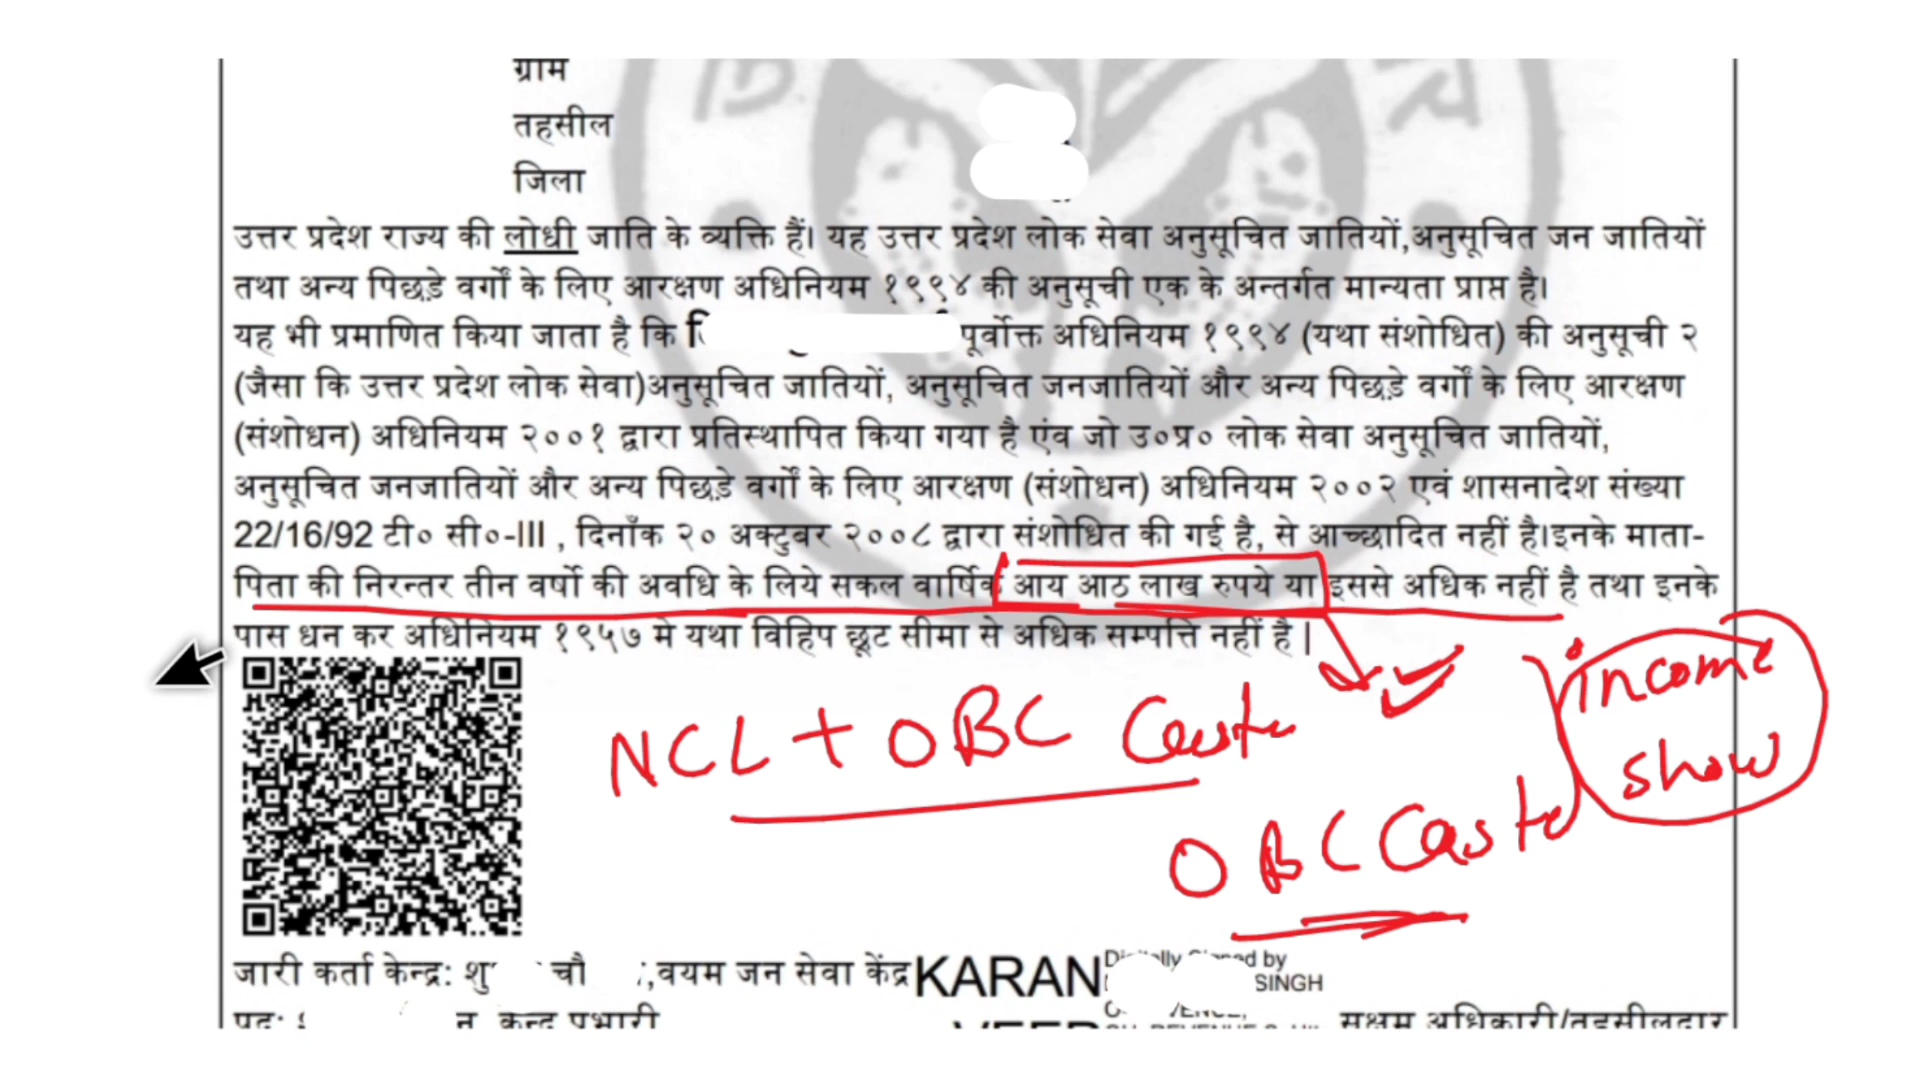 ग्राम
तहसील
जिला
उत्तर प्रदेश राज्य की लोधी जाति के व्यक्ति हैं। यह उत्तर प्रदेश लोक सेवा अनुसूचित जातियों,अनुसूचित जन जातियों
तथा अन्य पिछड़े वर्गों के लिए आरक्षण अधिनियम १९९४ की अनुसूची एक के अन्तर्गत मान्यता प्राप्त है।
यह भी प्रमाणित किया जाता है कि पूर्वोक्त अधिनियम १९९४ (यथा संशोधित) की अनुसूची २
(जैसा कि उत्तर प्रदेश लोक सेवा)अनुसूचित जातियों, अनुसूचित जनजातियों और अन्य पिछड़े वर्गों के लिए आरक्षण
(संशोधन) अधिनियम २००१ द्वारा प्रतिस्थापित किया गया है एंव जो उ०प्र० लोक सेवा अनुसूचित जातियों,
अनुसूचित जनजातियों और अन्य पिछड़े वर्गों के लिए आरक्षण (संशोधन) अधिनियम २००२ एवं शासनादेश संख्या
22/16/92 टी० सी०-III , दिनाँक २० अक्टुबर २००८ द्वारा संशोधित की गई है, से आच्छादित नहीं है।इनके माता-
पिता की निरन्तर तीन वर्षो की अवधि के लिये सकल वार्षिक आय आठ लाख रुपये या इससे अधिक नहीं है तथा इनके
पास धन कर अधिनियम १९५७ मे यथा विहिप छूट सीमा से अधिक सम्पत्ति नहीं है |
income
show
NCL + OBC Caste
OBC Caste
जारी कर्ता केन्द्र: चौ ,वयम जन सेवा केंद्र KARAN
by
SINGH
पद: केन्द्र प्रभारी सक्षम अधिकारी/तहसीलदार